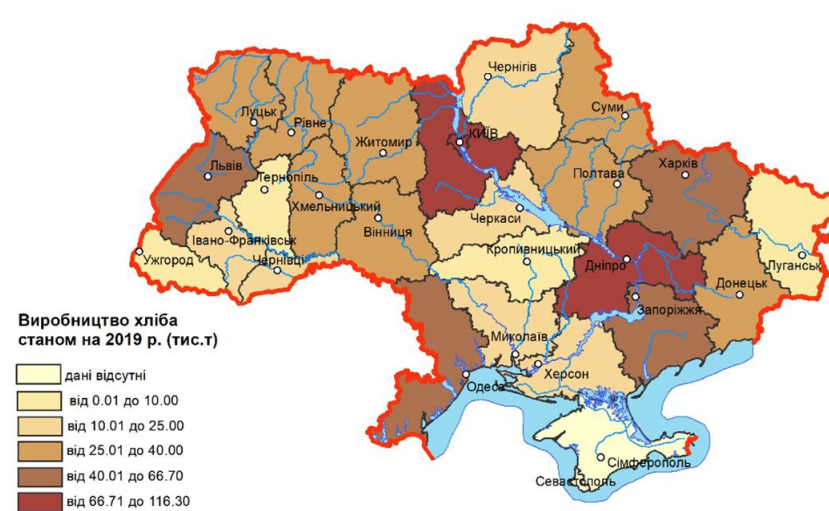 Чернігів
Суми
Луцьк
Рівне
КИЇВ
Житомир
Львів
Тернопіль
Полтава
Харків
Хмельницький
Черкаси
Вінниця
Івано-Франківськ
Ужгород
Чернівці
Кропивницький
Дніпро
Луганськ
Донецьк
Запоріжжя
Миколаїв
Херсон
Одеса
Сімферополь
Севастополь
Виробництво хліба
станом на 2019 р. (тис.т)
дані відсутні
від 0.01 до 10.00
від 10.01 до 25.00
від 25.01 до 40.00
від 40.01 до 66.70
від 66.71 до 116.30